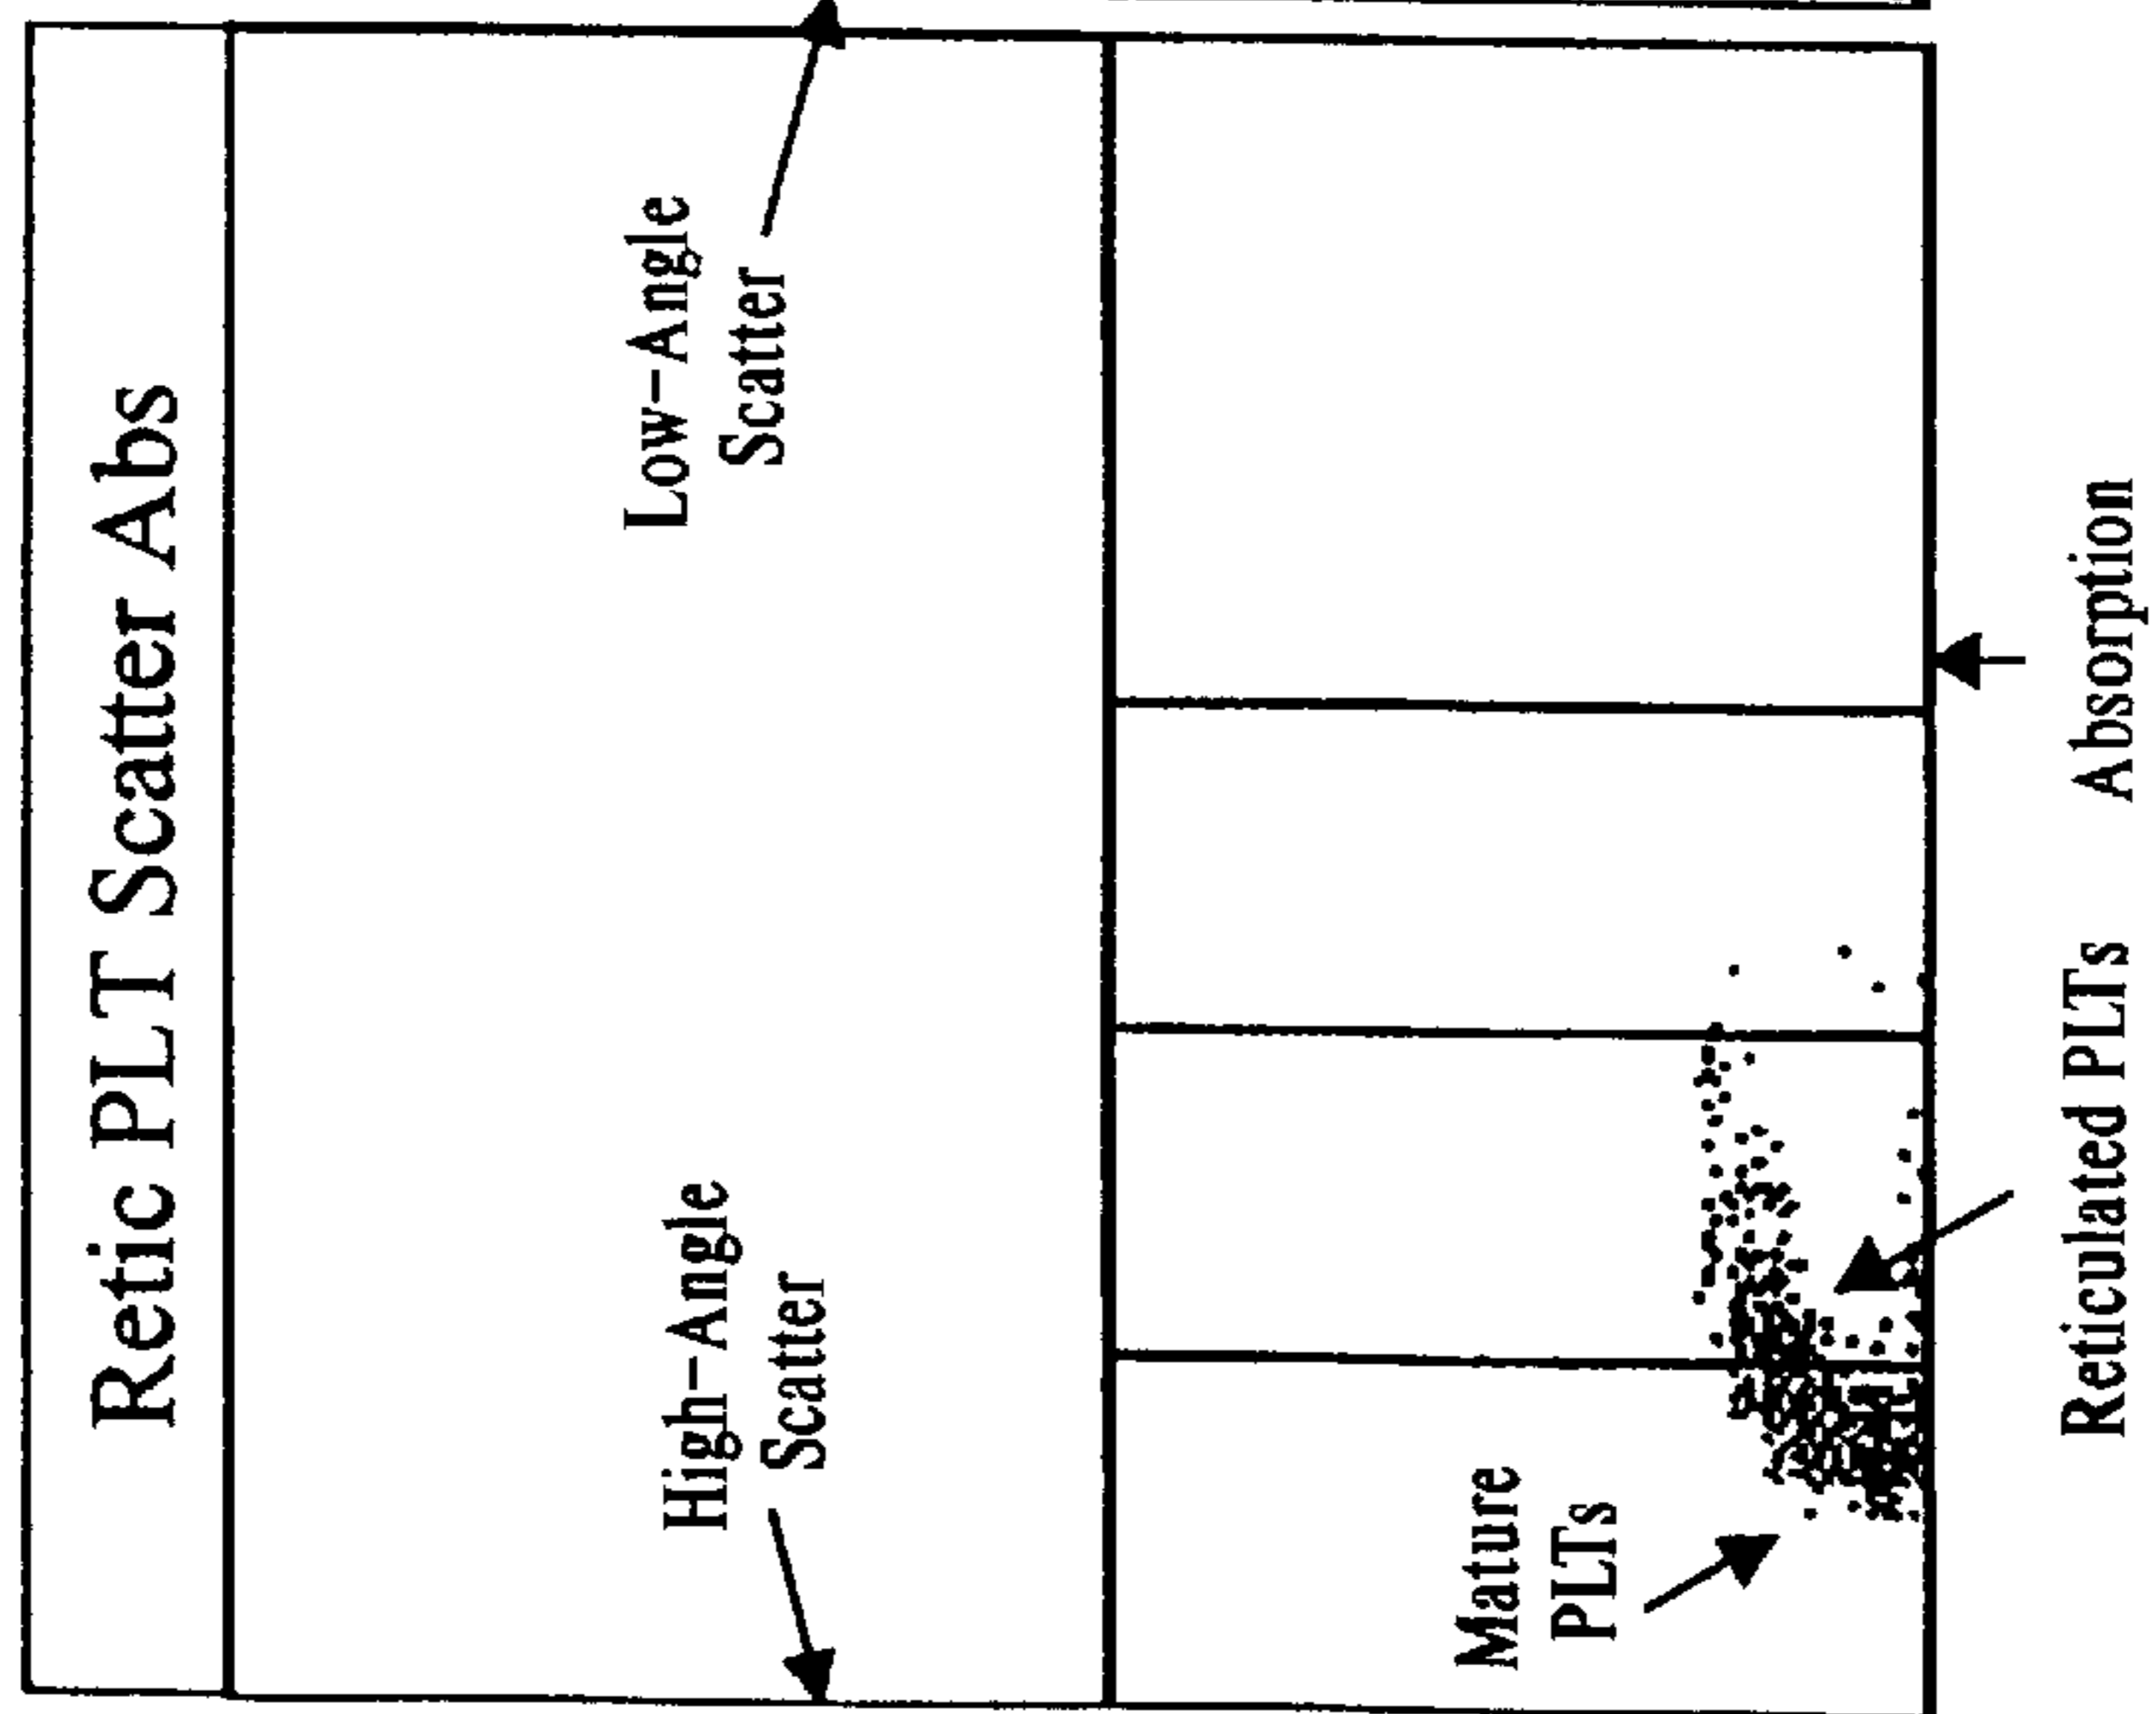 Retic PLT Scatter Abs
High-Angle
Scatter
Low-Angle
Scatter
Mature
PLTs
Reticulated PLTs
Absorption